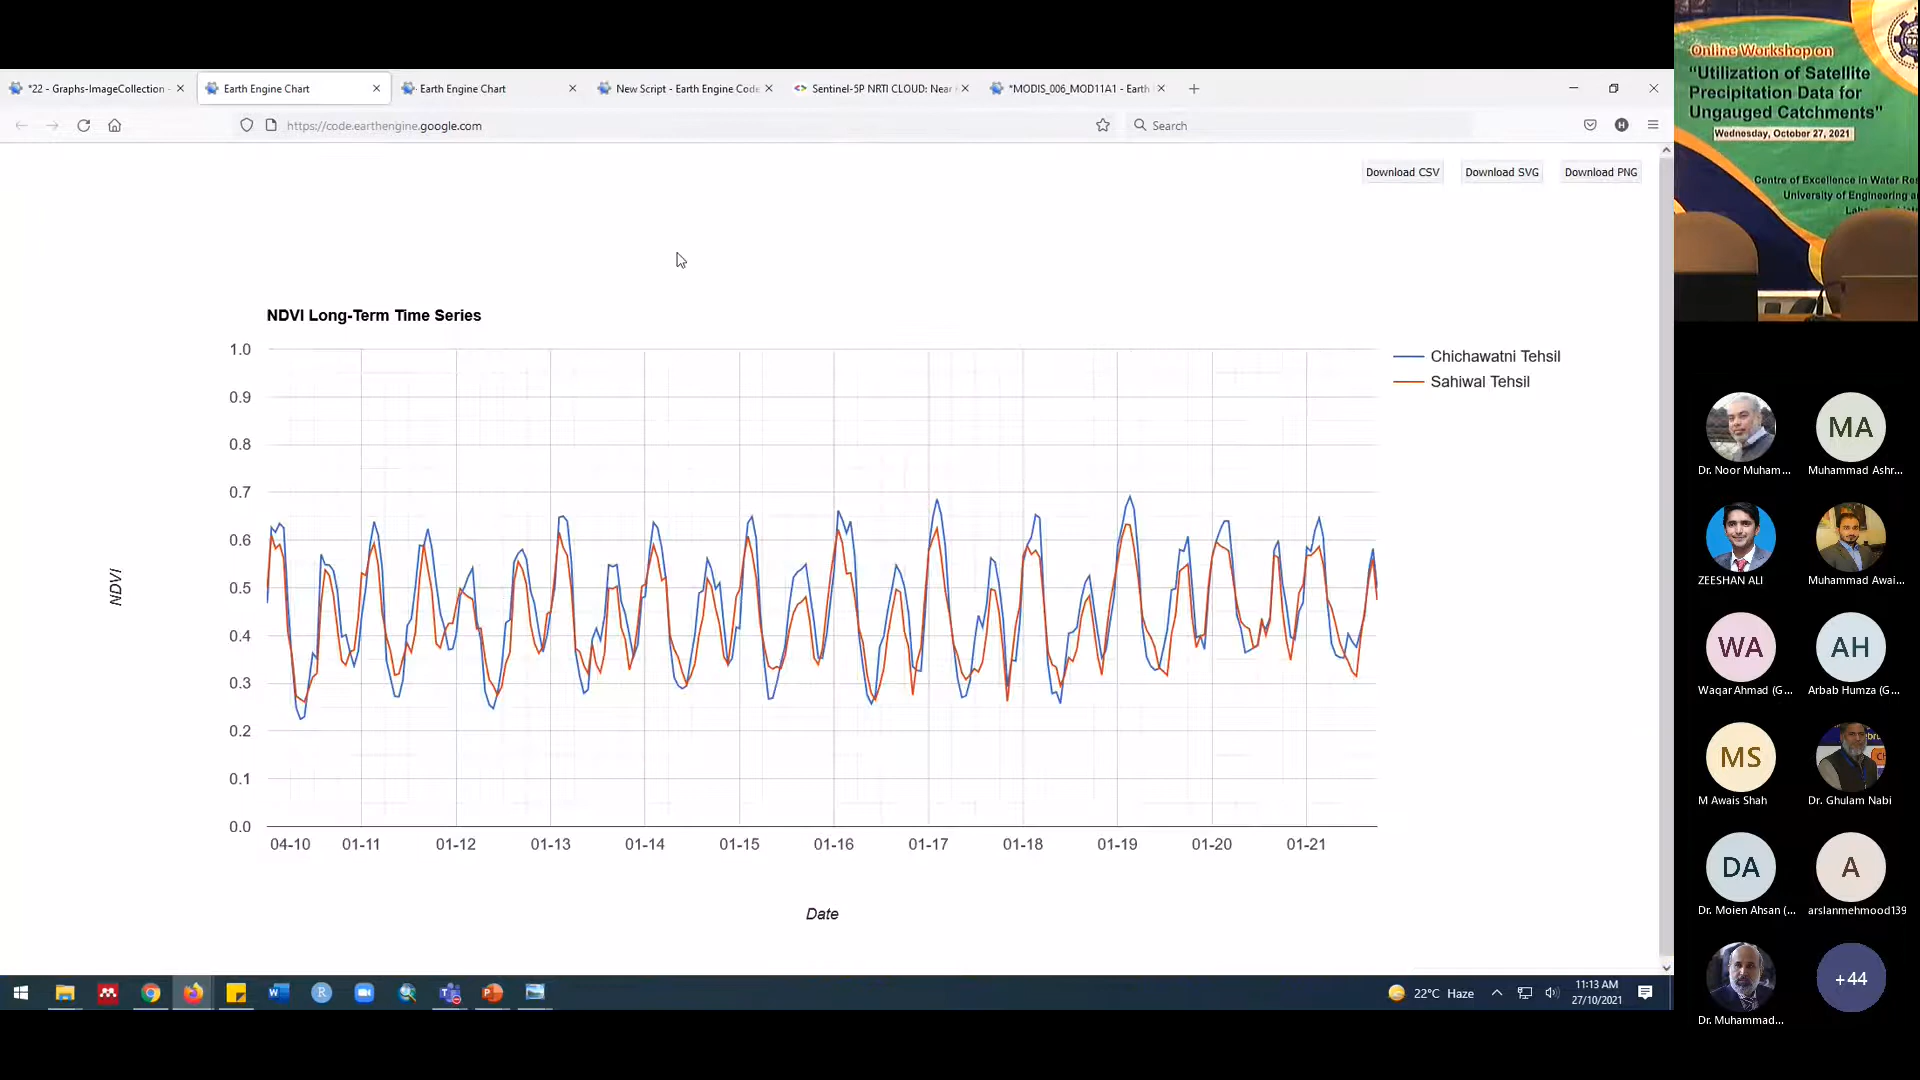 *22 - Graphs-ImageCollection -
Earth Engine Chart
Earth Engine Chart
New Script - Earth Engine Code
Sentinel-5P NRTI CLOUD: Near
*MODIS_006_MOD11A1 - Earth
https://code.earthengine.google.com
Search
H
Download CSV
Download SVG
Download PNG
NDVI Long-Term Time Series
1.0
0.9
0.8
0.7
0.6
0.5
0.4
0.3
0.2
0.1
0.0
NDVI
04-10
01-11
01-12
01-13
01-14
01-15
01-16
01-17
01-18
01-19
01-20
01-21
Date
Chichawatni Tehsil
Sahiwal Tehsil
22°C Haze
11:13 AM
27/10/2021
Online Workshop on
"Utilization of Satellite
Precipitation Data for
Ungauged Catchments"
Wednesday, October 27, 2021
Centre of Excellence in Water
University of Engineering
Dr. Noor Muham...
MA
Muhammad Ashr...
ZEESHAN ALI
Muhammad Awai...
WA
Waqar Ahmad (G...
AH
Arbab Humza (G...
MS
M Awais Shah
Dr. Ghulam Nabi
DA
Dr. Moien Ahsan (...
A
arslanmehmood139
Dr. Muhammad...
+44